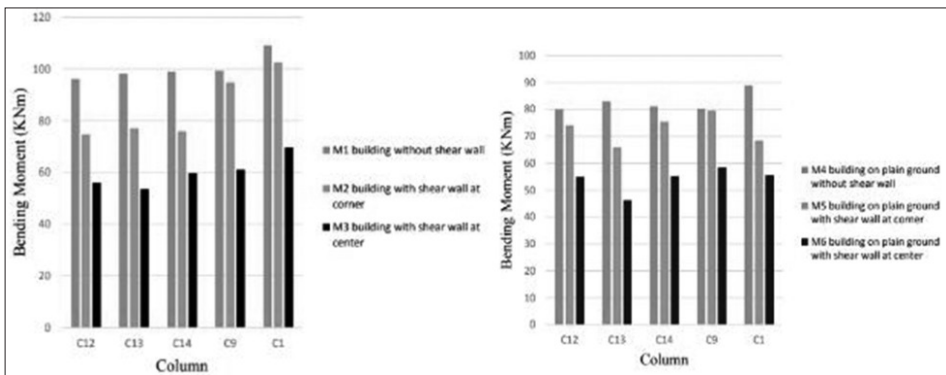 120
100
80
60
40
20
0
Bending Moment (KNm)
C12 C13 C14 C9 C1
Column
M1 building without shear wall
M2 building with shear wall at
corner
M3 building with shear wall at
center
100
90
80
70
60
50
40
30
20
10
0
Bending Moment (KNm)
C12 C13 C14 C9 C1
Column
M4 building on plain ground
without shear wall
M5 building on plain ground
with shear wall at corner
M6 building on plain ground
with shear wall at center